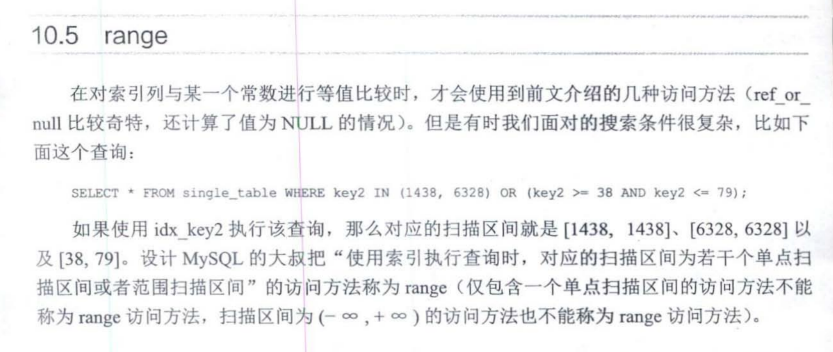 10.5 range
在对索引列与某一个常数进行等值比较时，才会使用到前文介绍的几种访问方法（ref_or_
null 比较奇特，还计算了值为 NULL 的情况）。但是有时我们面对的搜索条件很复杂，比如下
面这个查询：
SELECT * FROM single_table WHERE key2 IN (1438, 6328) OR (key2 >= 38 AND key2 <= 79);
如果使用 idx_key2 执行该查询，那么对应的扫描区间就是 [1438, 1438]、[6328, 6328] 以
及 [38, 79]。设计 MySQL 的大叔把“使用索引执行查询时，对应的扫描区间为若干个单点扫
描区间或者范围扫描区间”的访问方法称为 range（仅包含一个单点扫描区间的访问方法不能
称为 range 访问方法，扫描区间为 (− ∞ , + ∞ ) 的访问方法也不能称为 range 访问方法）。